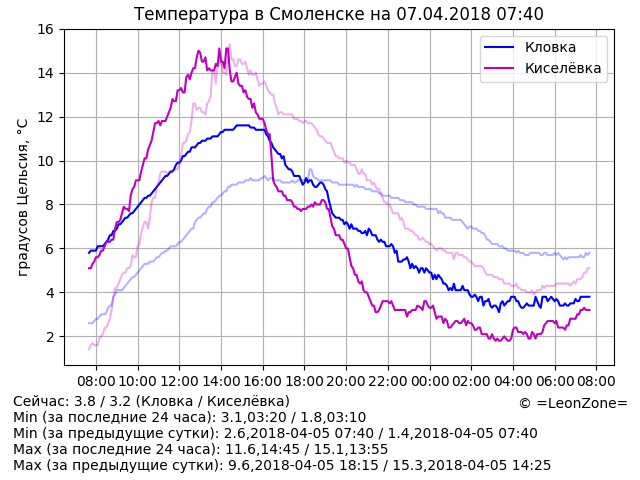 Температура в Смоленске на 07.04.2018 07:40
16
14
12
10
8
6
4
2
градусов Цельсия, °C
Кловка
Киселёвка
08:00 10:00 12:00 14:00 16:00 18:00 20:00 22:00 00:00 02:00 04:00 06:00 08:00
Сейчас: 3.8 / 3.2 (Кловка / Киселёвка)
© =LeonZone=
Min (за последние 24 часа): 3.1,03:20 / 1.8,03:10
Min (за предыдущие сутки): 2.6,2018-04-05 07:40 / 1.4,2018-04-05 07:40
Max (за последние 24 часа): 11.6,14:45 / 15.1,13:55
Max (за предыдущие сутки): 9.6,2018-04-05 18:15 / 15.3,2018-04-05 14:25